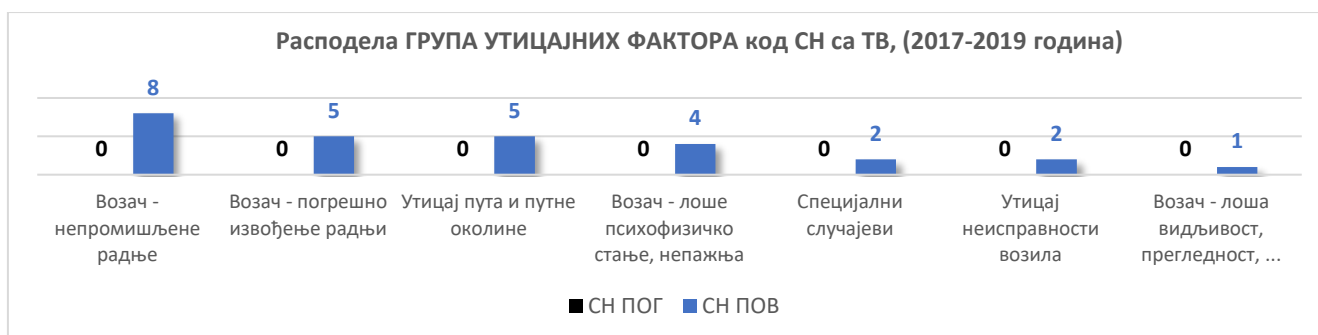 Расподела ГРУПА УТИЦАЈНИХ ФАКТОРА код СН са ТВ, (2017-2019 година)
0 8 0 5 0 5 0 4 0 2 0 2 0 1
Возач - непромишљене радње
Возач - погрешно извођење радњи
Утицај пута и путне околине
Возач - лоше психофизичко стање, непажња
Специјални случајеви
Утицај неисправности возила
Возач - лоша видљивост, прегледност, ...
СН ПОГ СН ПОВ